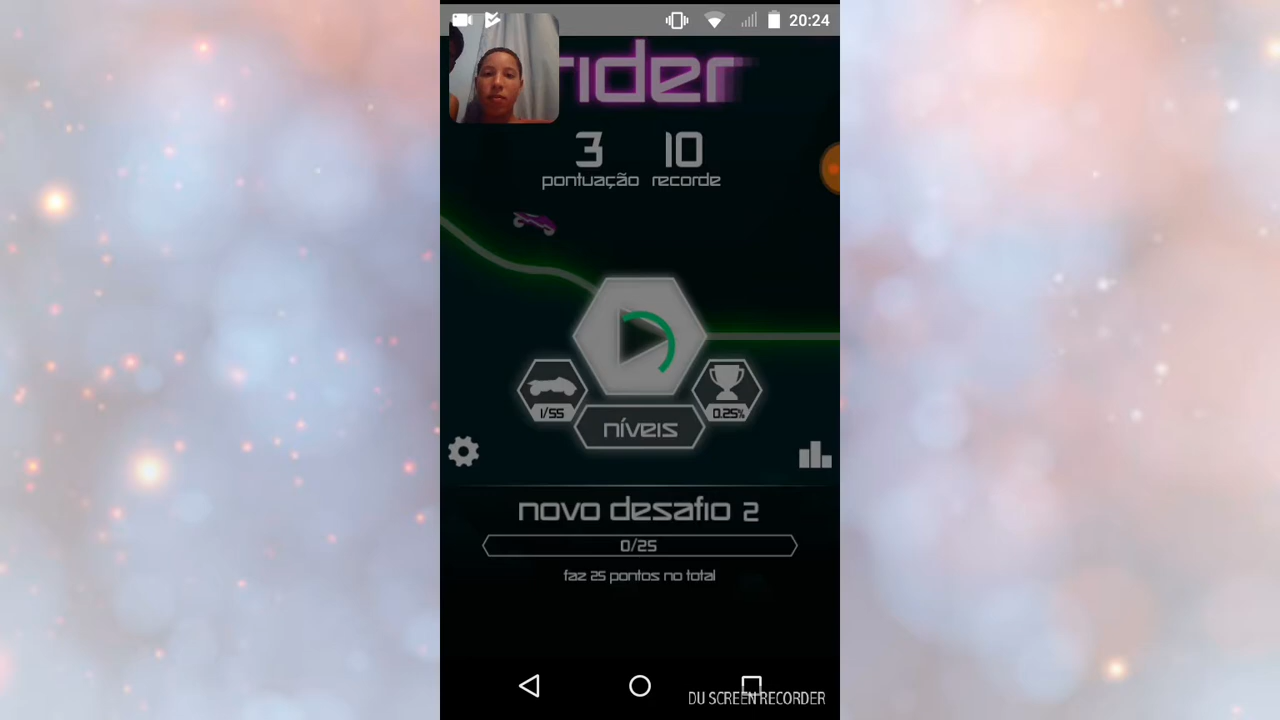 20:24
rider
3 10
pontuação recorde
1/55 0.25%
níveis
novo desafio 2
0/25
faz 25 pontos no total
DU SCREEN RECORDER